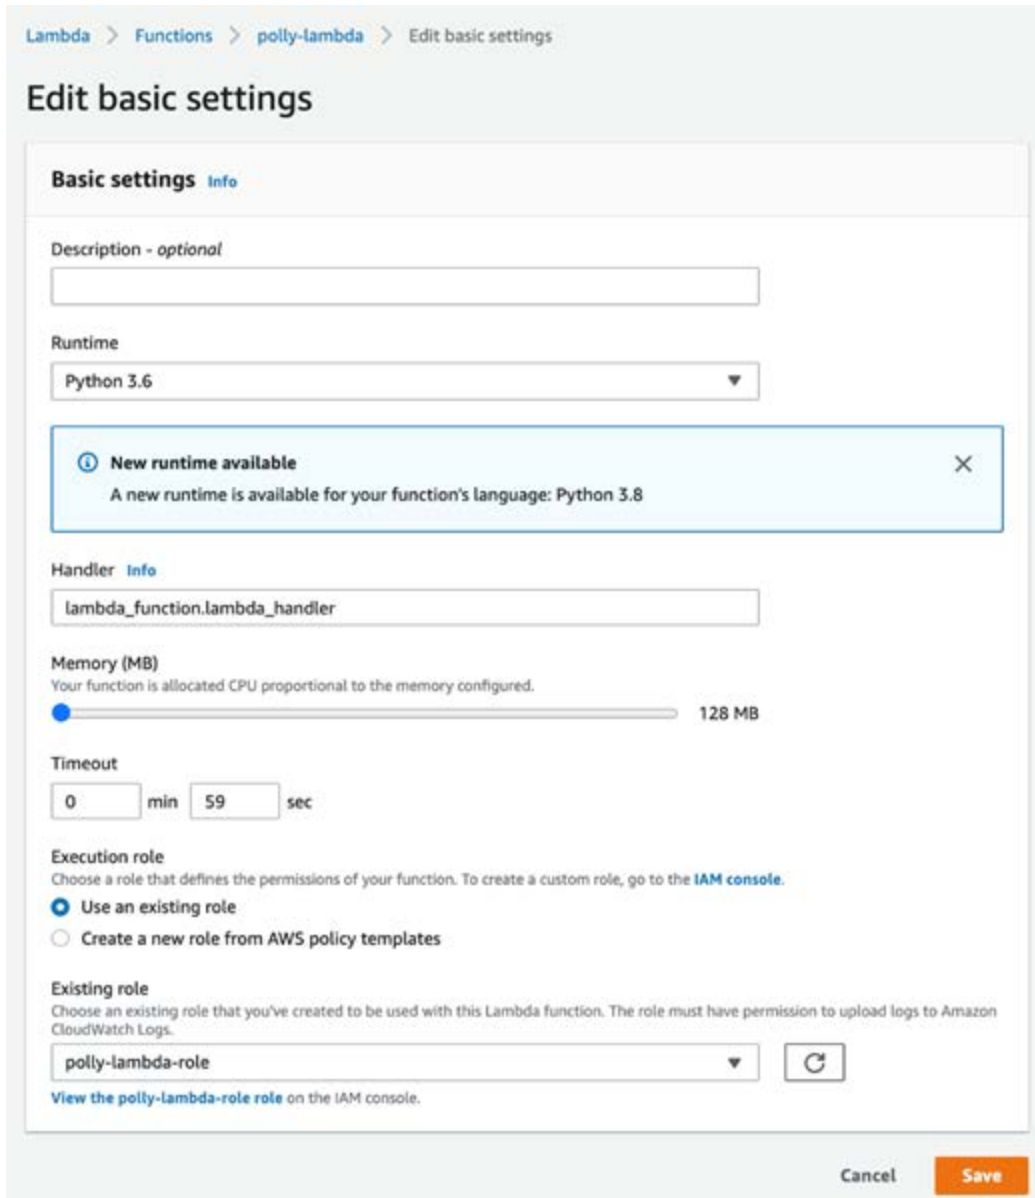 Lambda > Functions > polly-lambda > Edit basic settings
Edit basic settings
Basic settings Info
Description - optional
Runtime
Python 3.6
New runtime available
A new runtime is available for your function's language: Python 3.8
Handler Info
lambda_function.lambda_handler
Memory (MB)
Your function is allocated CPU proportional to the memory configured.
128 MB
Timeout
0 min 59 sec
Execution role
Choose a role that defines the permissions of your function. To create a custom role, go to the IAM console.
Use an existing role
Create a new role from AWS policy templates
Existing role
Choose an existing role that you've created to be used with this Lambda function. The role must have permission to upload logs to Amazon
CloudWatch Logs.
polly-lambda-role
View the polly-lambda-role role on the IAM console.
Cancel Save